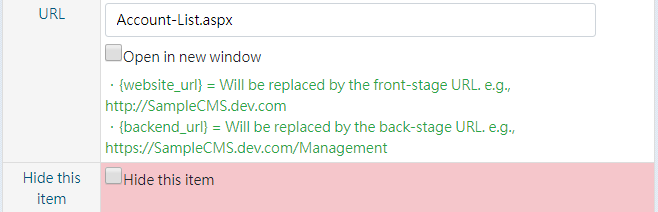 URL
Account-List.aspx
Open in new window
・{website_url} = Will be replaced by the front-stage URL. e.g.,
http://SampleCMS.dev.com
・{backend_url} = Will be replaced by the back-stage URL. e.g.,
https://SampleCMS.dev.com/Management
Hide this
item
Hide this item